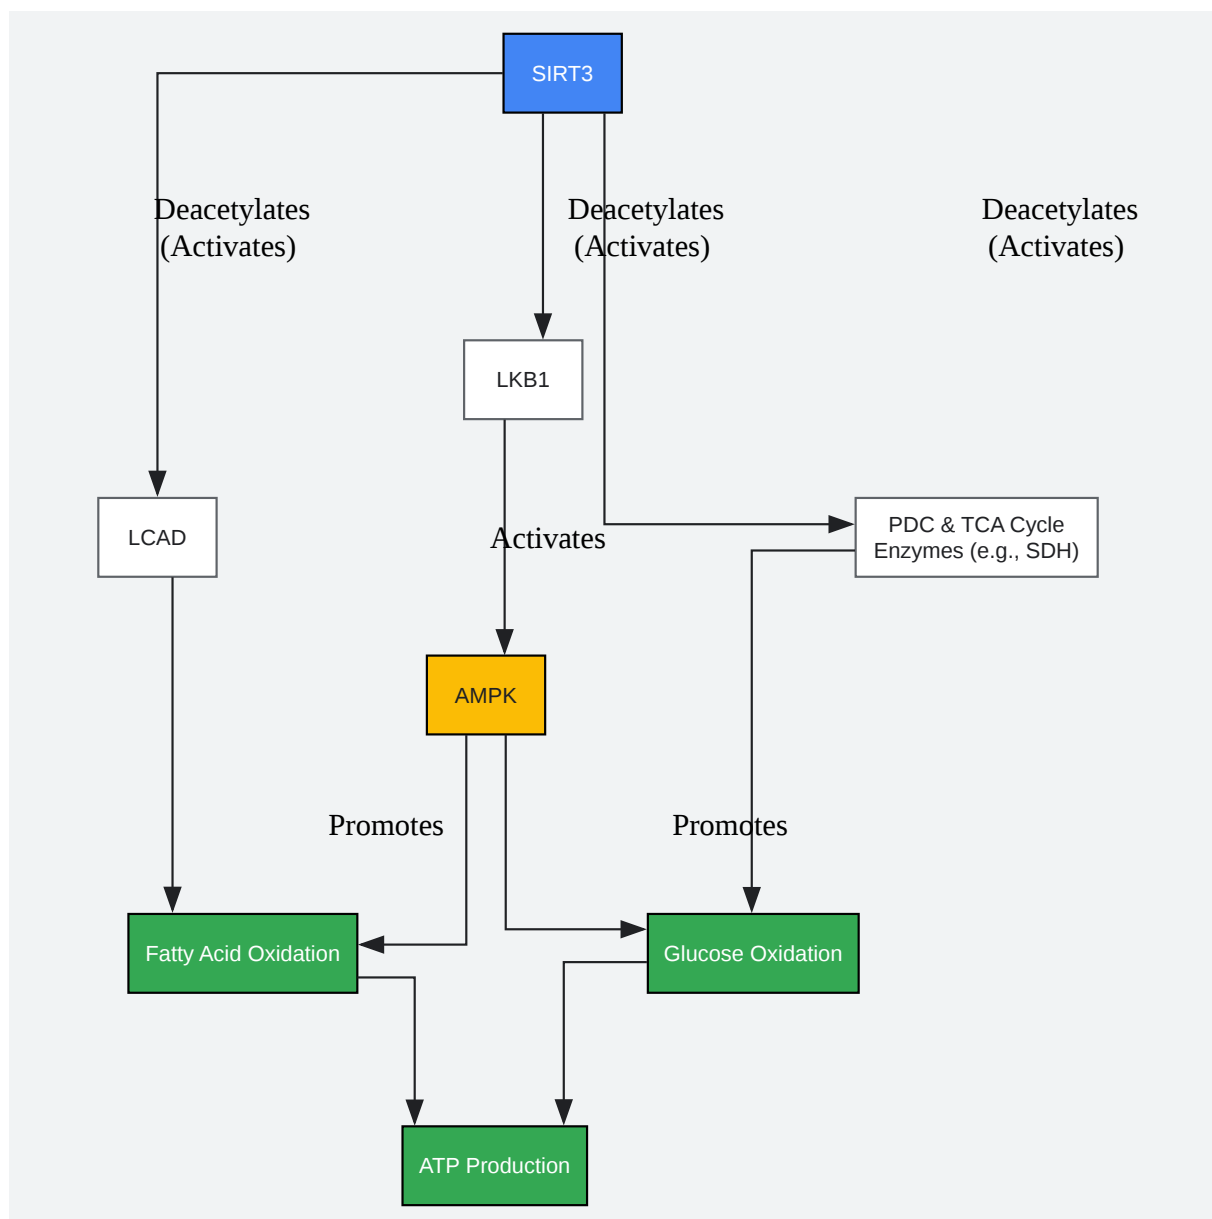 SIRT3
Deacetylates
(Activates)
Deacetylates
(Activates)
Deacetylates
(Activates)
LKB1
LCAD
Activates
PDC & TCA Cycle
Enzymes (e.g., SDH)
AMPK
Promotes
Promotes
Fatty Acid Oxidation
Glucose Oxidation
ATP Production